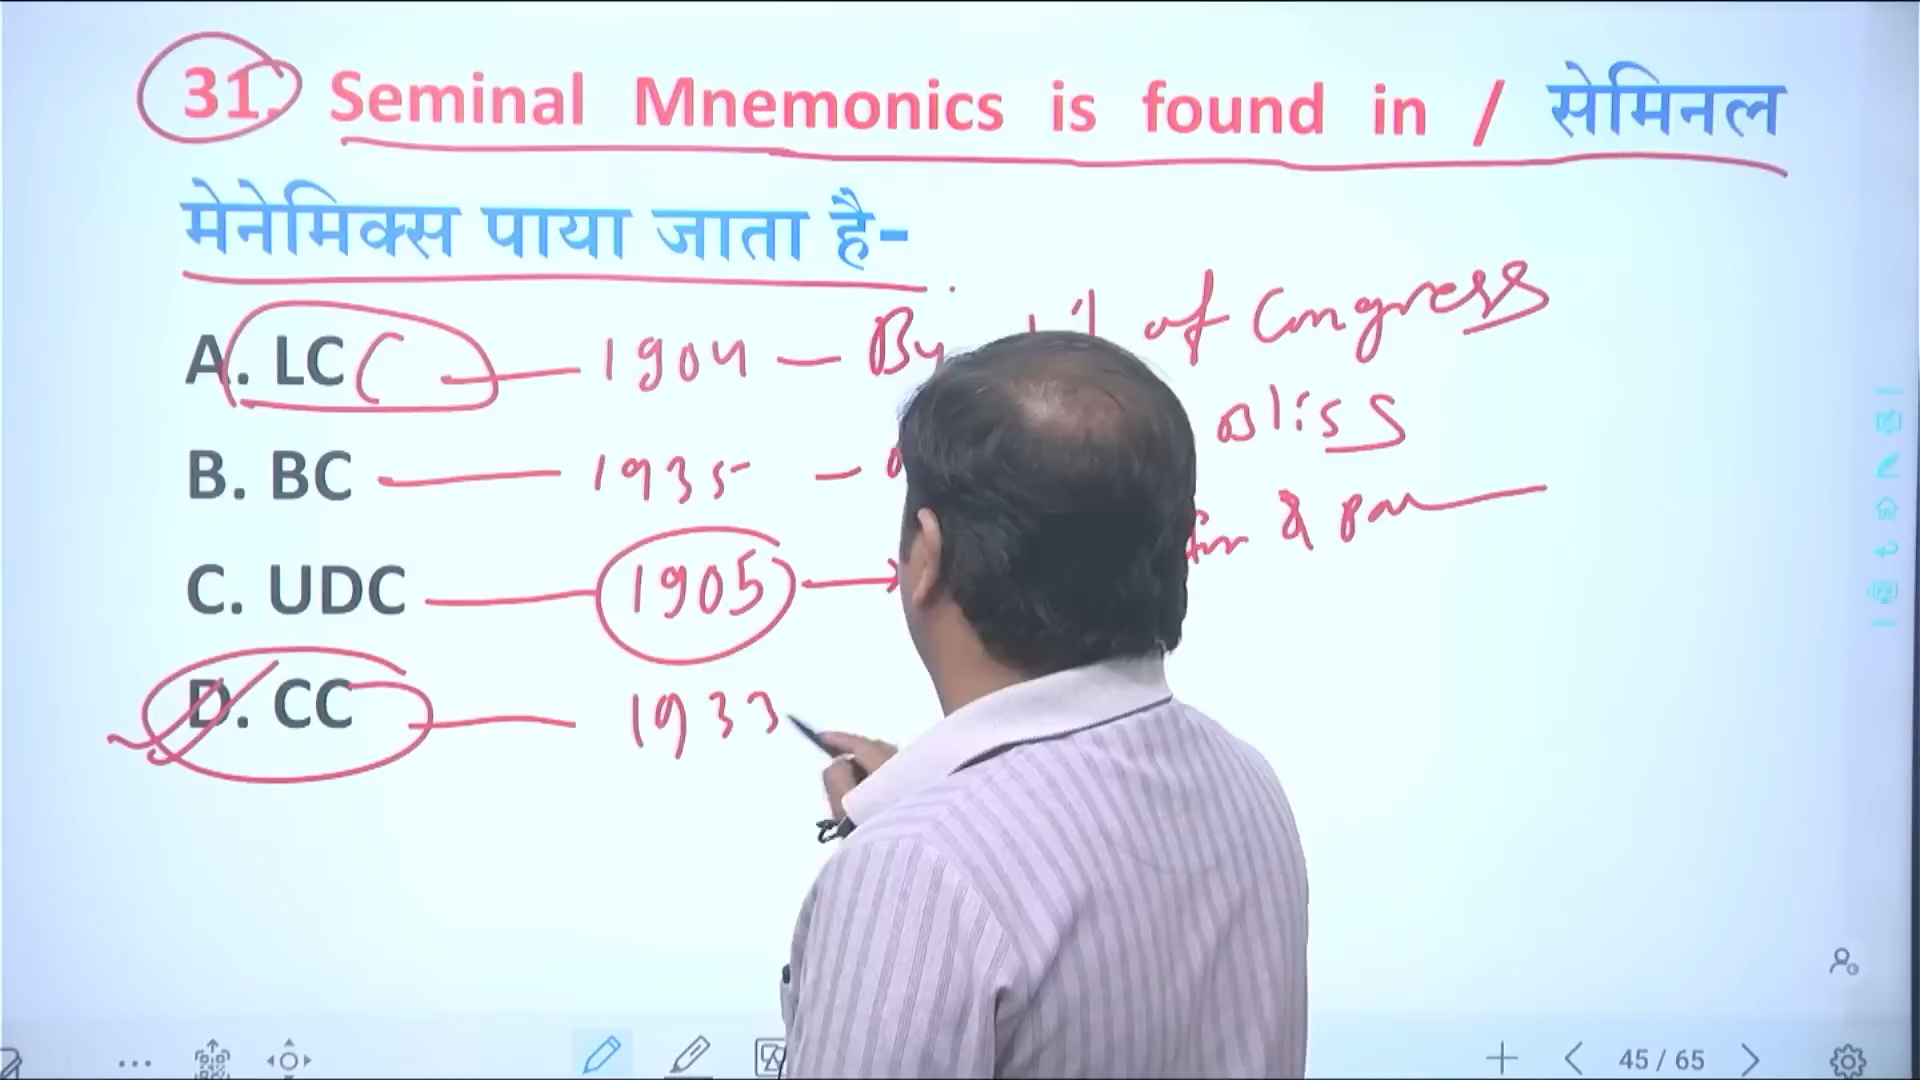 31. Seminal Mnemonics is found in / सेमिनल
मेनेमिक्स पाया जाता है-
A. LC C — 1904 — By of Congress
B. BC — 1935 — Bliss
C. UDC — 1905 → &
D. CC — 1933
45 / 65